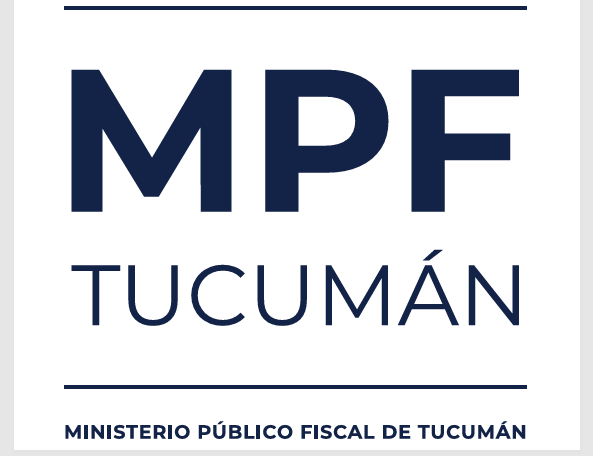 MPF
TUCUMÁN
MINISTERIO PÚBLICO FISCAL DE TUCUMÁN